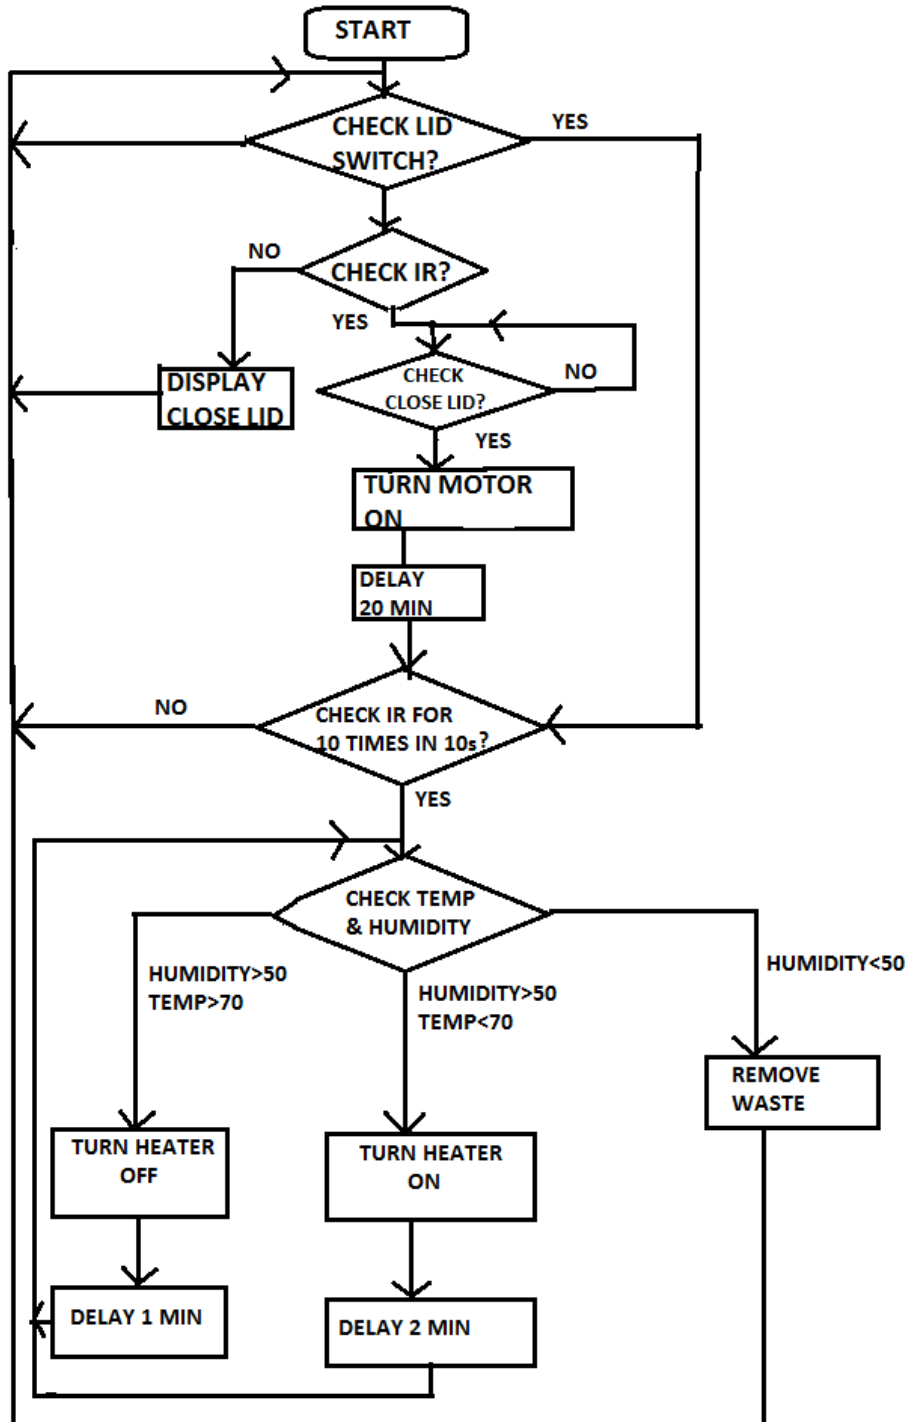 START
CHECK LID
SWITCH?
YES
NO
CHECK IR?
YES
CHECK
CLOSE LID?
NO
DISPLAY
CLOSE LID
YES
TURN MOTOR
ON
DELAY
20 MIN
NO
CHECK IR FOR
10 TIMES IN 10s?
YES
CHECK TEMP
& HUMIDITY
HUMIDITY>50
TEMP>70
HUMIDITY>50
TEMP<70
HUMIDITY<50
REMOVE
WASTE
TURN HEATER
OFF
TURN HEATER
ON
DELAY 1 MIN
DELAY 2 MIN